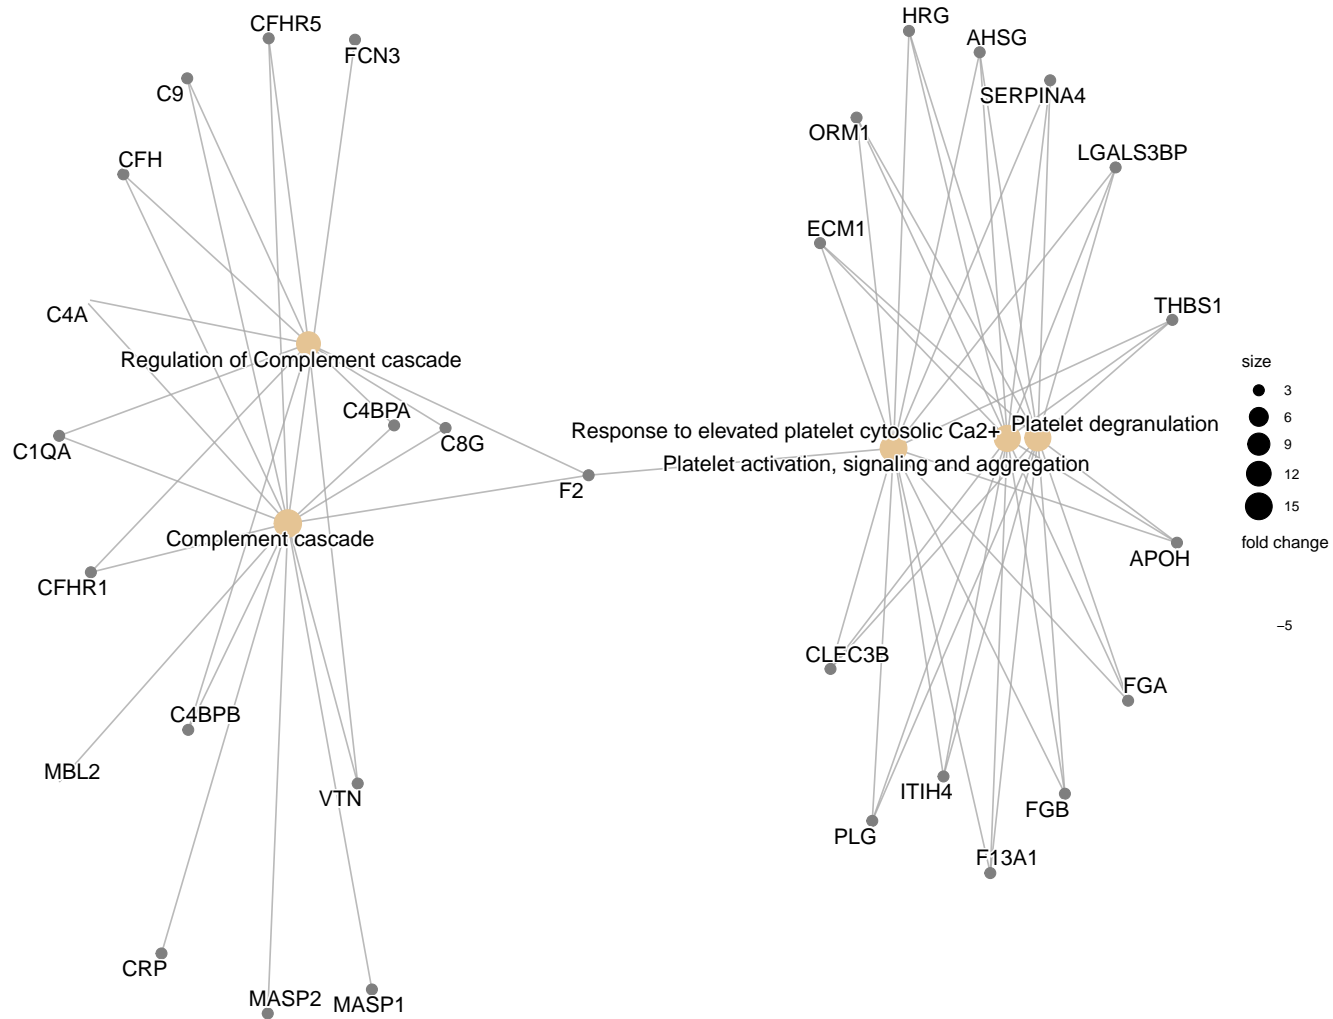 HRG
CFHR5
AHSG
FCN3
C9
SERPINA4
ORM1
CFH
LGALS3BP
ECM1
THBS1
C4A
Regulation of Complement cascade
size
3
C4BPA
6
Platelet degranulation
Response to elevated platelet cytosolic Ca2+
C8G
9
C1QA
Platelet activation, signaling and aggregation
12
F2
15
Complement cascade
fold change
APOH
CFHR1
−5
CLEC3B
FGA
C4BPB
MBL2
ITIH4
VTN
FGB
PLG
F13A1
CRP
MASP2
MASP1